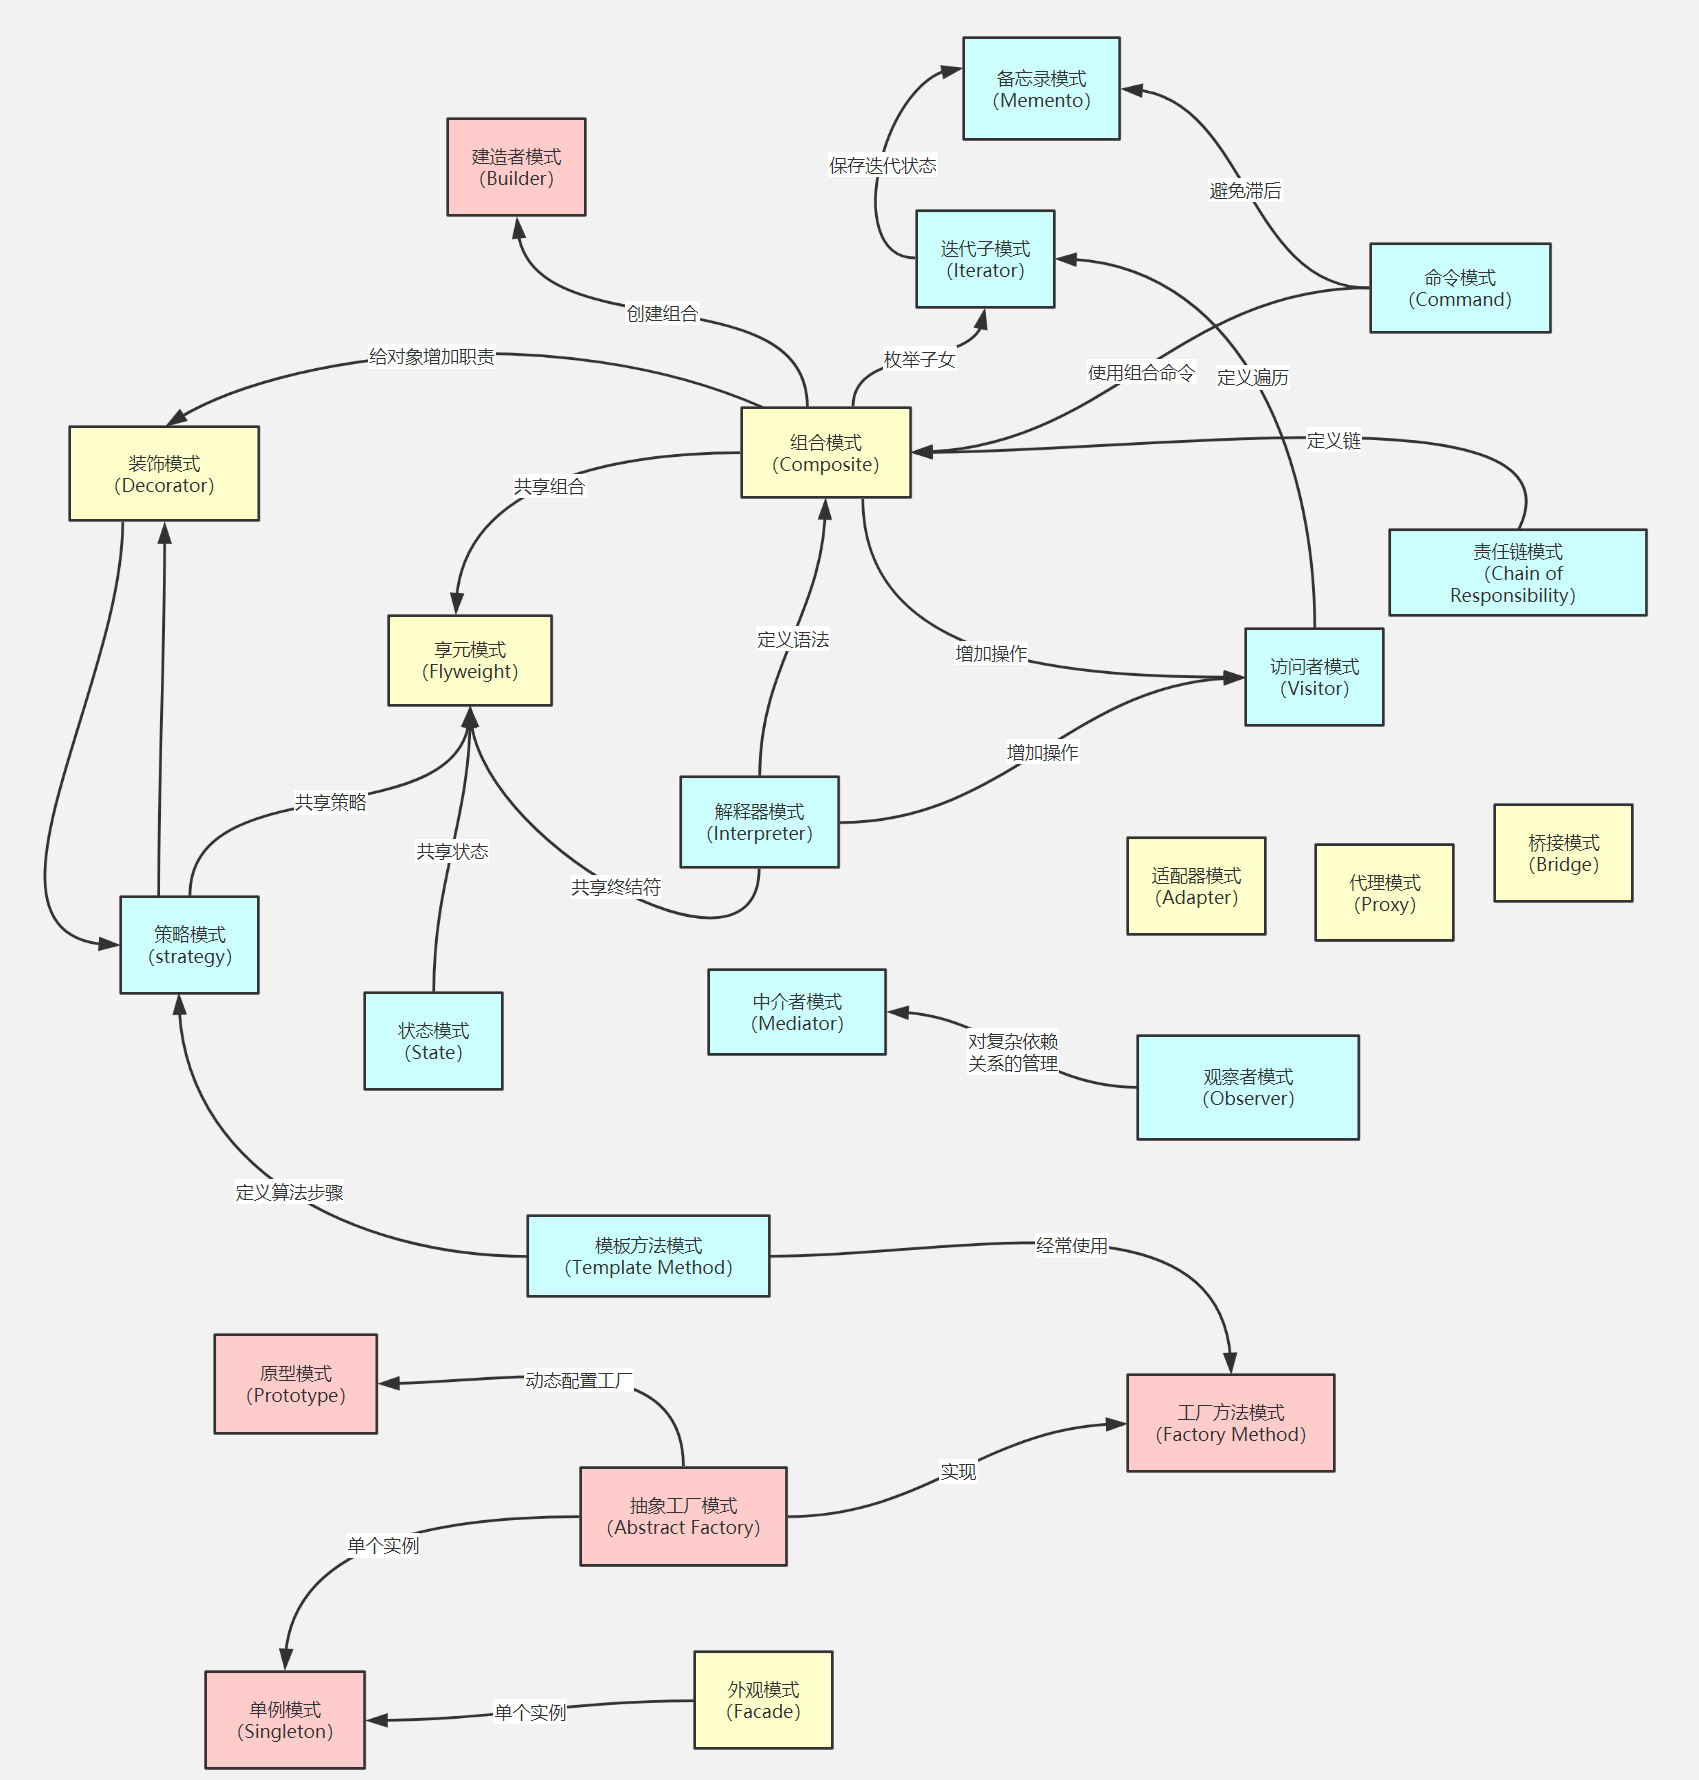 备忘录模式
（Memento）
建造者模式
（Builder）
保存迭代状态
避免滞后
迭代子模式
（Iterator）
命令模式
（Command）
创建组合
给对象增加职责
枚举子女
使用组合命令
定义遍历
装饰模式
（Decorator）
组合模式
（Composite）
定义链
共享组合
责任链模式
（Chain of
Responsibility）
享元模式
（Flyweight）
定义语法
增加操作
访问者模式
（Visitor）
增加操作
共享策略
解释器模式
（Interpreter）
共享状态
共享终结符
适配器模式
（Adapter）
代理模式
（Proxy）
桥接模式
（Bridge）
策略模式
（strategy）
状态模式
（State）
中介者模式
（Mediator）
对复杂依赖
关系的管理
观察者模式
（Observer）
定义算法步骤
模板方法模式
（Template Method）
经常使用
原型模式
（Prototype）
动态配置工厂
工厂方法模式
（Factory Method）
实现
抽象工厂模式
（Abstract Factory）
单个实例
单例模式
（Singleton）
单个实例
外观模式
（Facade）